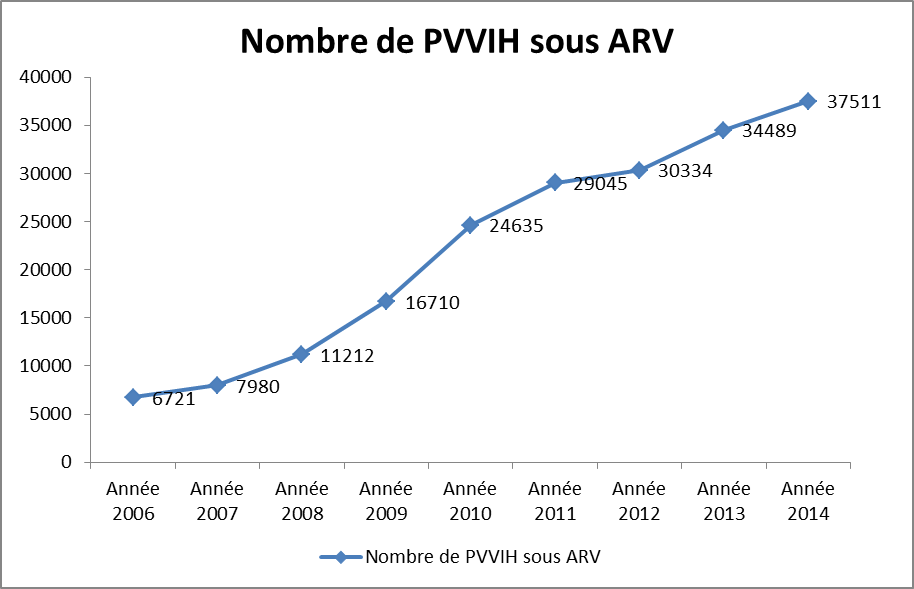 Nombre de PVVIH sous ARV
40000
35000
30000
25000
20000
15000
10000
5000
0
6721
7980
11212
16710
24635
29045
30334
34489
37511
Année 2006
Année 2007
Année 2008
Année 2009
Année 2010
Année 2011
Année 2012
Année 2013
Année 2014
Nombre de PVVIH sous ARV